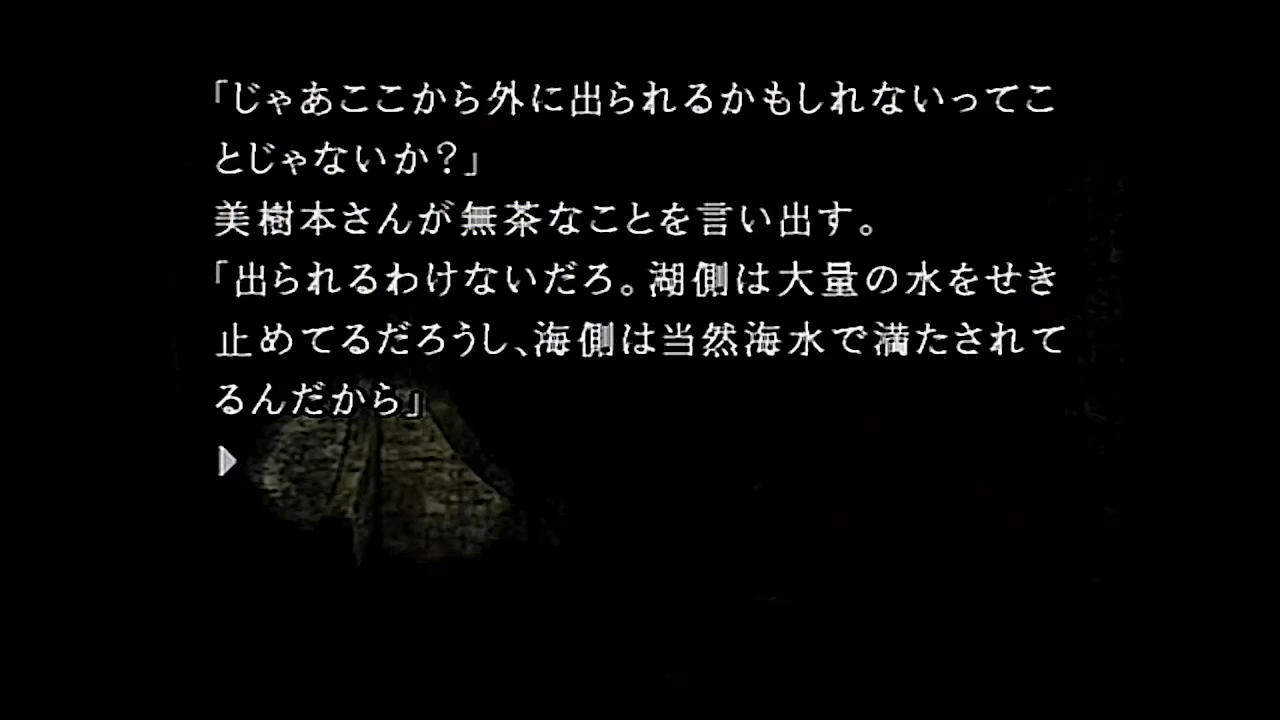 「じゃあここから外に出られるかもしれないってこ
とじゃないか？」
美樹本さんが無茶なことを言い出す。
「出られるわけないだろ。湖側は大量の水をせき
止めてるだろうし、海側は当然海水で満たされて
るんだから」